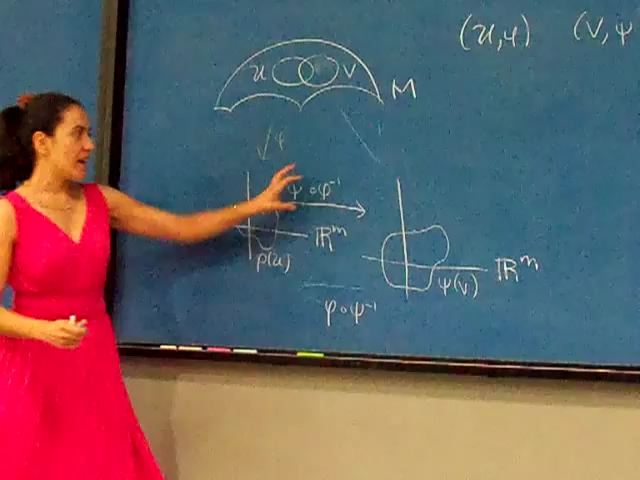 (U, φ) (V, ψ
U V
M
φ
ψ∘φ⁻¹
ℝᵐ
φ(U)
ℝᵐ
ψ(V)
φ∘ψ⁻¹